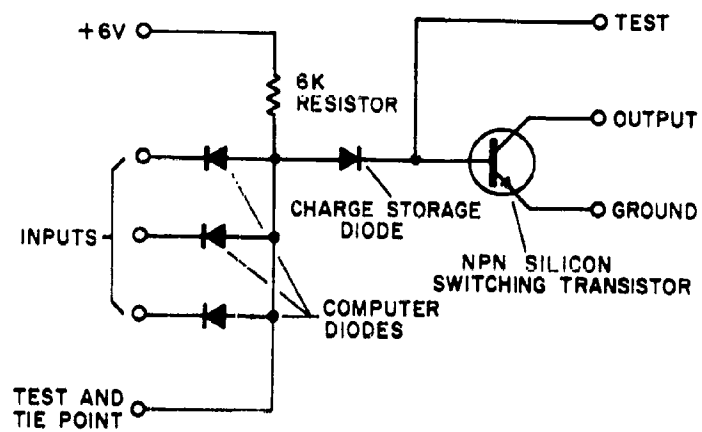 +6V
TEST
6K
RESISTOR
OUTPUT
CHARGE STORAGE
DIODE
GROUND
INPUTS
NPN SILICON
SWITCHING TRANSISTOR
COMPUTER
DIODES
TEST AND
TIE POINT